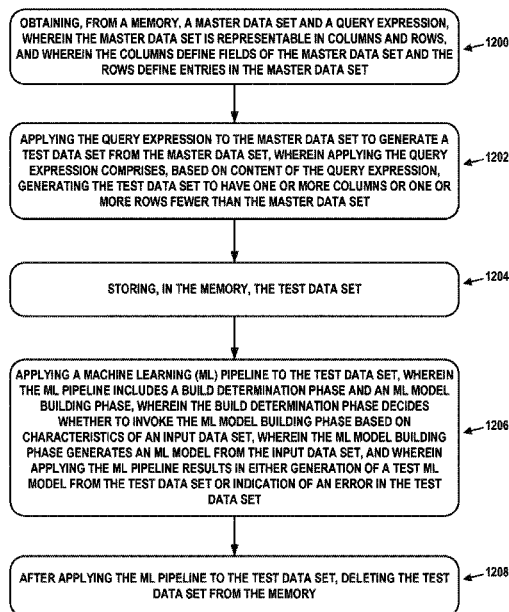 OBTAINING, FROM A MEMORY, A MASTER DATA SET AND A QUERY EXPRESSION,
WHEREIN THE MASTER DATA SET IS REPRESENTABLE IN COLUMNS AND ROWS,
AND WHEREIN THE COLUMNS DEFINE FIELDS OF THE MASTER DATA SET AND THE
ROWS DEFINE ENTRIES IN THE MASTER DATA SET
1200
APPLYING THE QUERY EXPRESSION TO THE MASTER DATA SET TO GENERATE A
TEST DATA SET FROM THE MASTER DATA SET, WHEREIN APPLYING THE QUERY
EXPRESSION COMPRISES, BASED ON CONTENT OF THE QUERY EXPRESSION,
GENERATING THE TEST DATA SET TO HAVE ONE OR MORE COLUMNS OR ONE OR
MORE ROWS FEWER THAN THE MASTER DATA SET
1202
STORING, IN THE MEMORY, THE TEST DATA SET
1204
APPLYING A MACHINE LEARNING (ML) PIPELINE TO THE TEST DATA SET, WHEREIN
THE ML PIPELINE INCLUDES A BUILD DETERMINATION PHASE AND AN ML MODEL
BUILDING PHASE, WHEREIN THE BUILD DETERMINATION PHASE DECIDES
WHETHER TO INVOKE THE ML MODEL BUILDING PHASE BASED ON
CHARACTERISTICS OF AN INPUT DATA SET, WHEREIN THE ML MODEL BUILDING
PHASE GENERATES AN ML MODEL FROM THE INPUT DATA SET, AND WHEREIN
APPLYING THE ML PIPELINE RESULTS IN EITHER GENERATION OF A TEST ML
MODEL FROM THE TEST DATA SET OR INDICATION OF AN ERROR IN THE TEST
DATA SET
1206
AFTER APPLYING THE ML PIPELINE TO THE TEST DATA SET, DELETING THE TEST
DATA SET FROM THE MEMORY
1208